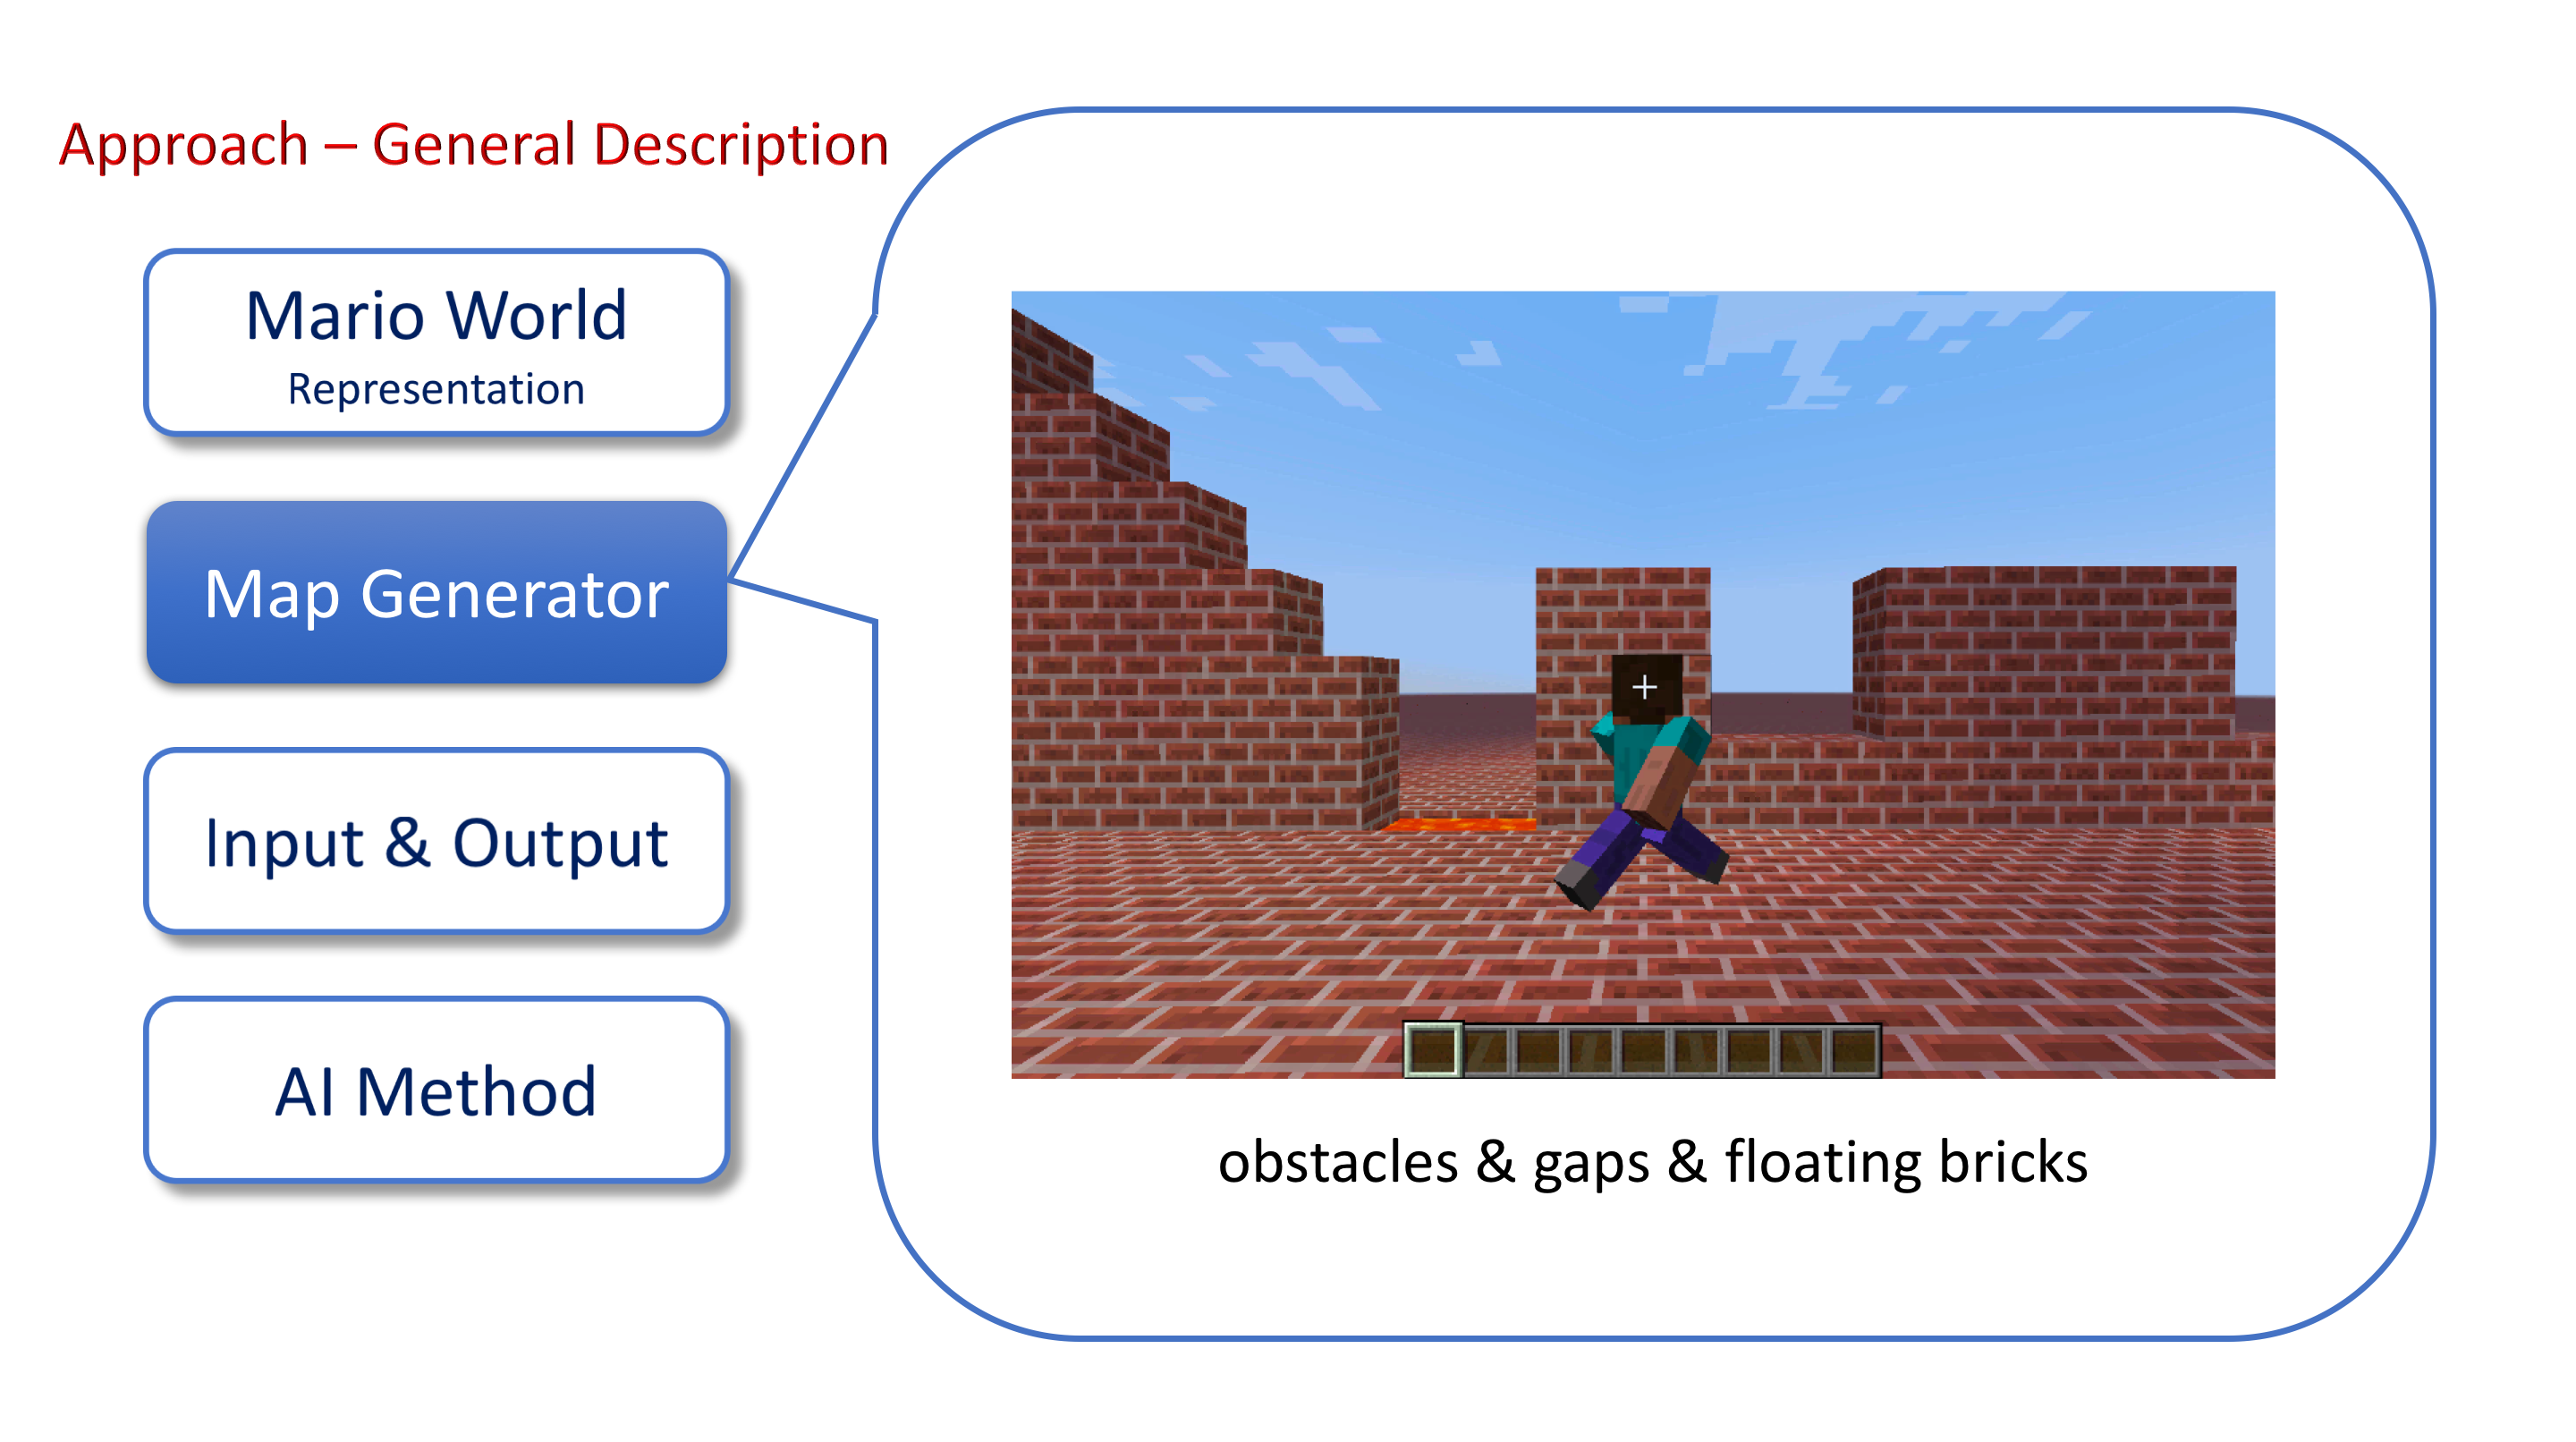 Approach – General Description
Mario World
Representation
Map Generator
Input & Output
AI Method
obstacles & gaps & floating bricks